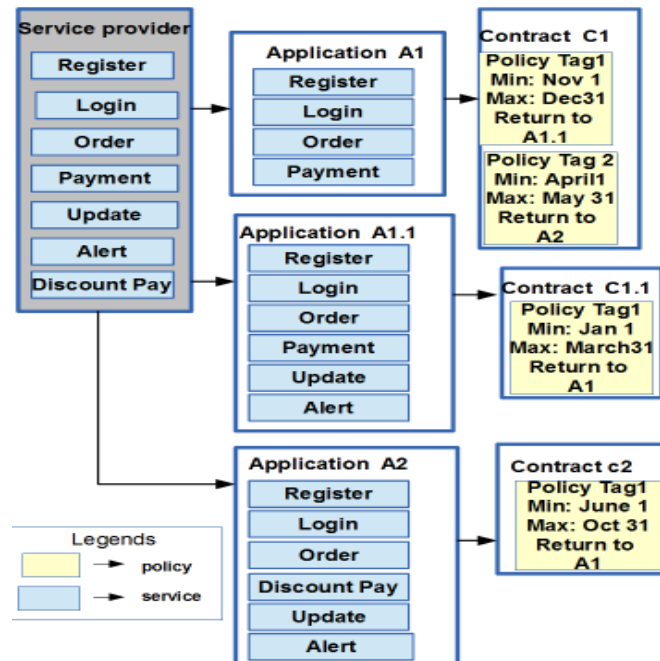 Service provider
Register
Login
Order
Payment
Update
Alert
Discount Pay
Application A1
Register
Login
Order
Payment
Contract C1
Policy Tag1
Min: Nov 1
Max: Dec31
Return to
A1.1
Policy Tag 2
Min: April1
Max: May 31
Return to
A2
Application A1.1
Register
Login
Order
Payment
Update
Alert
Contract C1.1
Policy Tag1
Min: Jan 1
Max: March31
Return to
A1
Application A2
Register
Login
Order
Discount Pay
Update
Alert
Contract c2
Policy Tag1
Min: June 1
Max: Oct 31
Return to
A1
Legends
policy
service